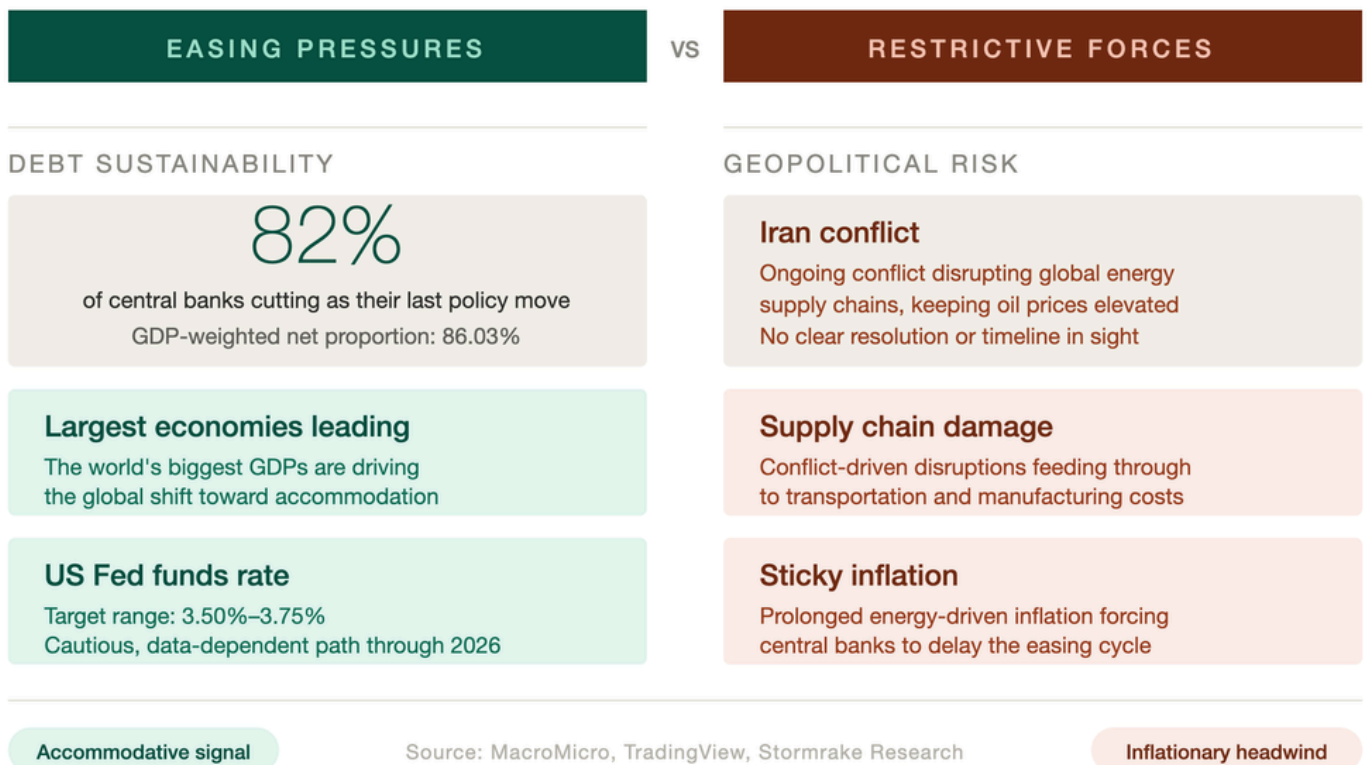 EASING PRESSURES
VS
RESTRICTIVE FORCES
DEBT SUSTAINABILITY
82%
of central banks cutting as their last policy move
GDP-weighted net proportion: 86.03%
Largest economies leading
The world's biggest GDPs are driving
the global shift toward accommodation
US Fed funds rate
Target range: 3.50%–3.75%
Cautious, data-dependent path through 2026
GEOPOLITICAL RISK
Iran conflict
Ongoing conflict disrupting global energy
supply chains, keeping oil prices elevated
No clear resolution or timeline in sight
Supply chain damage
Conflict-driven disruptions feeding through
to transportation and manufacturing costs
Sticky inflation
Prolonged energy-driven inflation forcing
central banks to delay the easing cycle
Accommodative signal
Source: MacroMicro, TradingView, Stormrake Research
Inflationary headwind